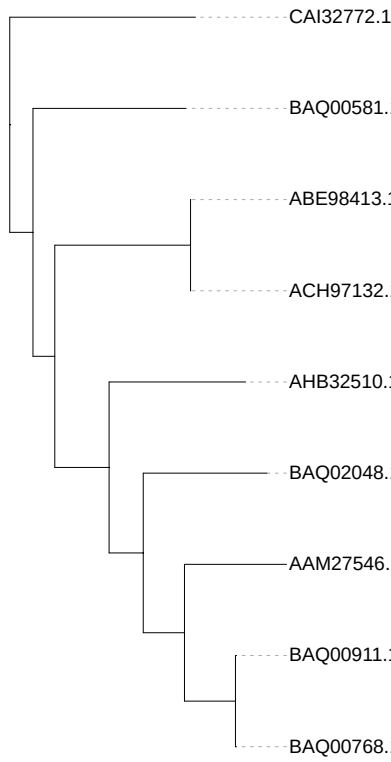 CAI32772.1
BAQ00581.
ABE98413.1
ACH97132.
AHB32510.1
BAQ02048.
AAM27546.
BAQ00911.1
BAQ00768.